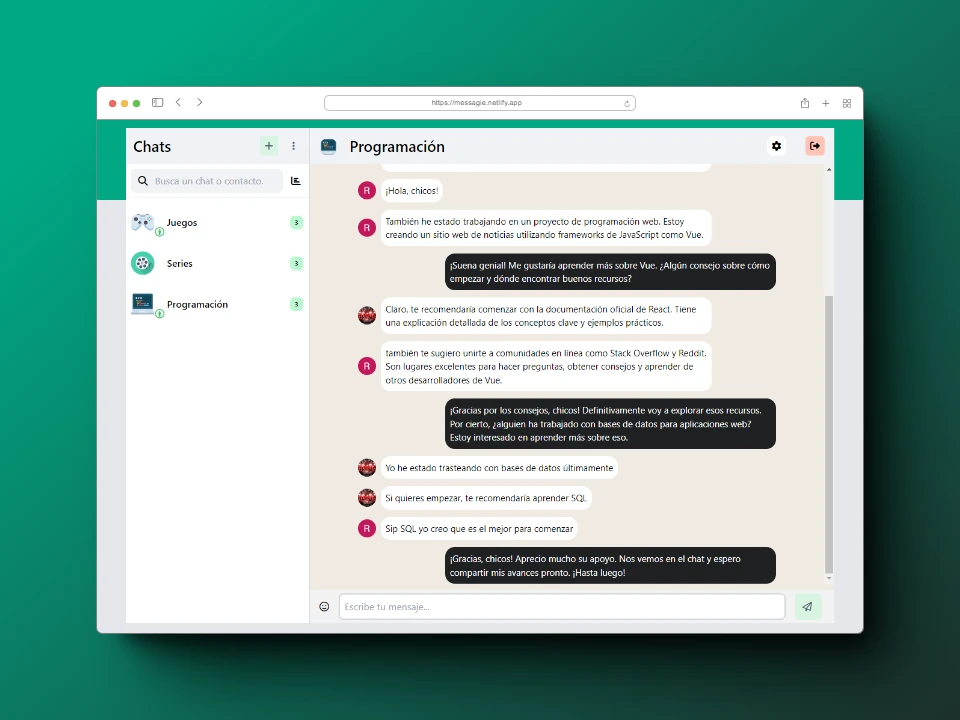 https://messagie.netlify.app
Chats
Programación
Busca un chat o contacto.
Juegos
3
Series
3
Programación
3
R
¡Hola, chicos!
R
También he estado trabajando en un proyecto de programación web. Estoy
creando un sitio web de noticias utilizando frameworks de JavaScript como Vue.
¡Suena genial! Me gustaría aprender más sobre Vue. ¿Algún consejo sobre cómo
empezar y dónde encontrar buenos recursos?
Claro, te recomendaría comenzar con la documentación oficial de React. Tiene
una explicación detallada de los conceptos clave y ejemplos prácticos.
R
también te sugiero unirte a comunidades en línea como Stack Overflow y Reddit.
Son lugares excelentes para hacer preguntas, obtener consejos y aprender de
otros desarrolladores de Vue.
¡Gracias por los consejos, chicos! Definitivamente voy a explorar esos recursos.
Por cierto, ¿alguien ha trabajado con bases de datos para aplicaciones web?
Estoy interesado en aprender más sobre eso.
Yo he estado trasteando con bases de datos últimamente
Si quieres empezar, te recomendaría aprender SQL
R
Sip SQL yo creo que es el mejor para comenzar
¡Gracias, chicos! Aprecio mucho su apoyo. Nos vemos en el chat y espero
compartir mis avances pronto. ¡Hasta luego!
Escribe tu mensaje...